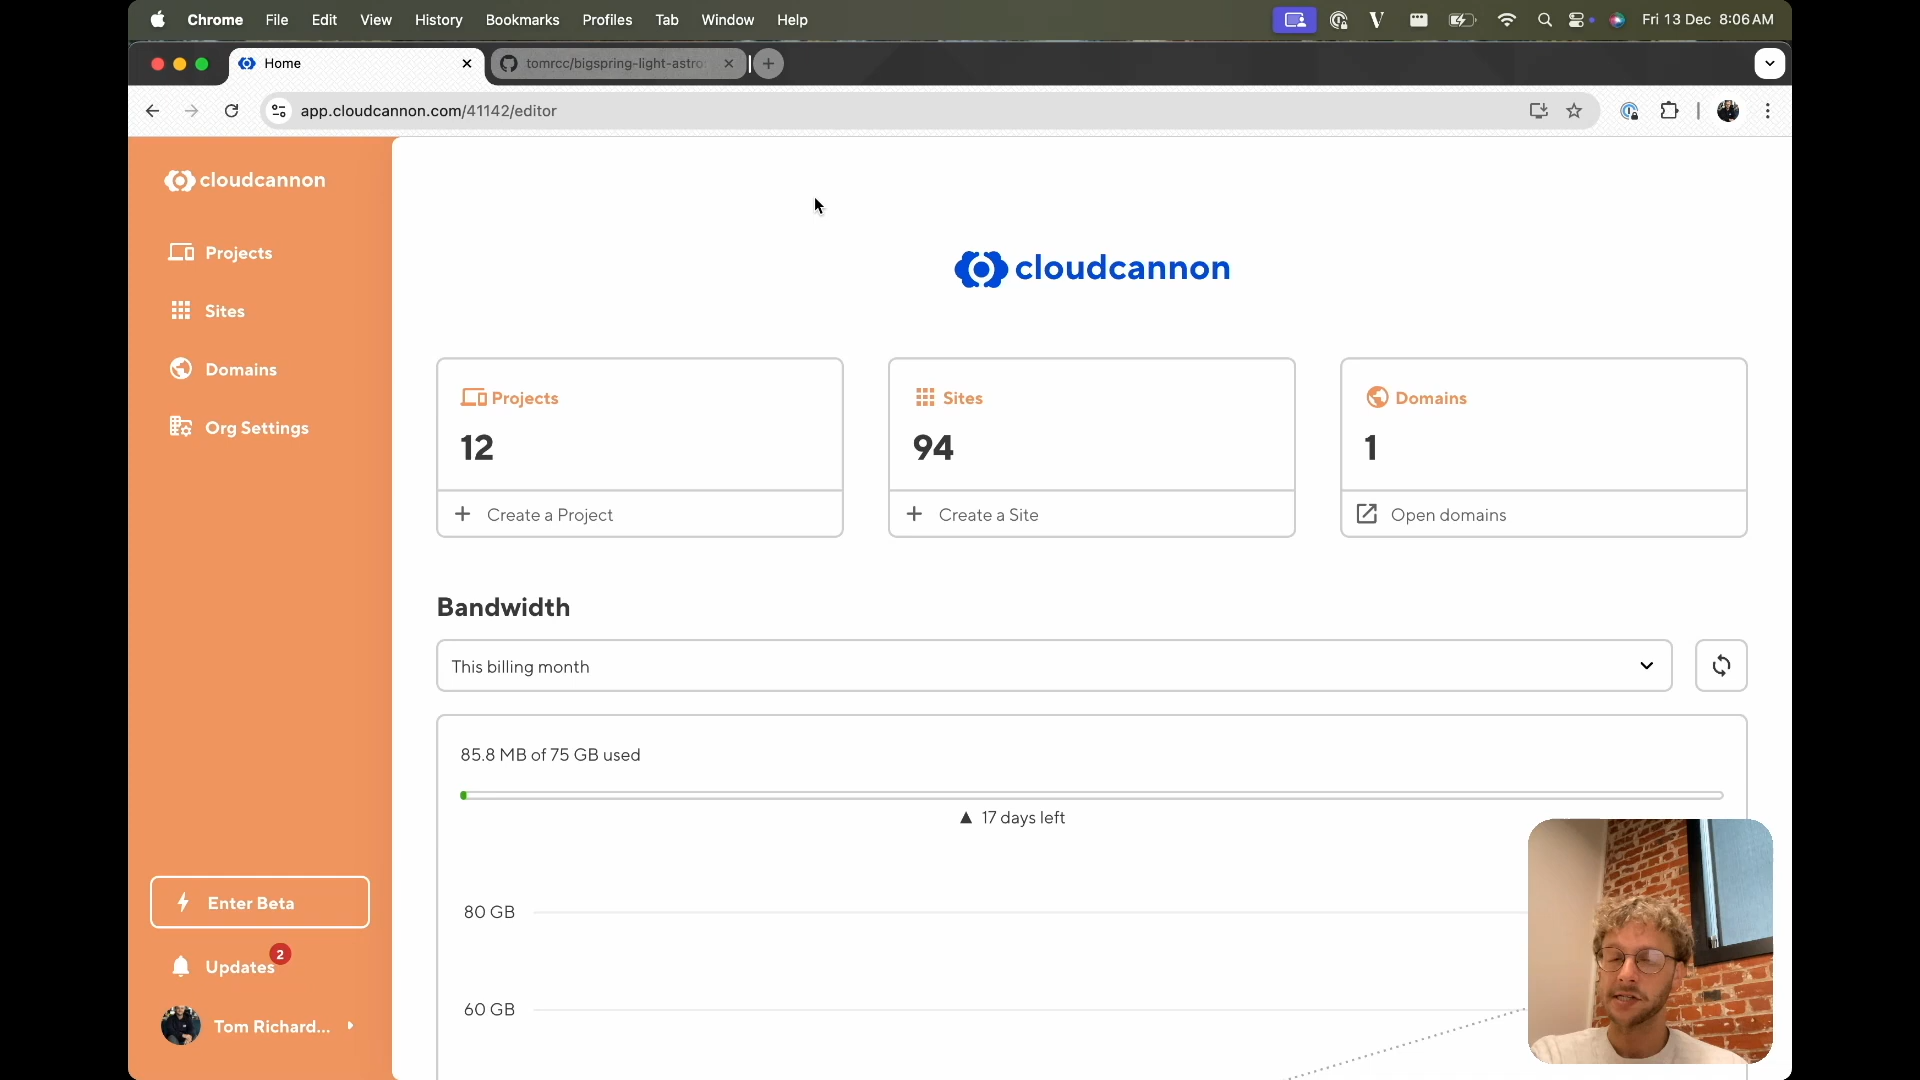 Chrome File Edit View History Bookmarks Profiles Tab Window Help Fri 13 Dec 8:06 AM
Home tomrcc/bigspring-light-astro
app.cloudcannon.com/41142/editor
cloudcannon
Projects
Sites
Domains
Org Settings
Enter Beta
Updates 2
Tom Richard...
cloudcannon
Projects
12
Create a Project
Sites
94
Create a Site
Domains
1
Open domains
Bandwidth
This billing month
85.8 MB of 75 GB used
▲ 17 days left
80 GB
60 GB